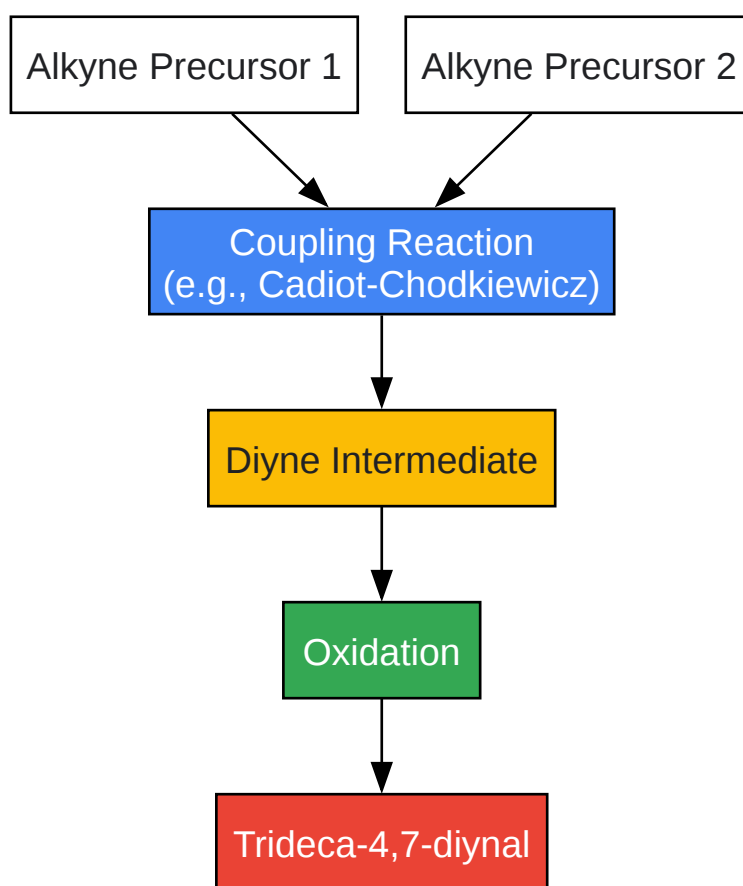 Alkyne Precursor 1
Alkyne Precursor 2
Coupling Reaction
(e.g., Cadiot-Chodkiewicz)
Diyne Intermediate
Oxidation
Trideca-4,7-diynal